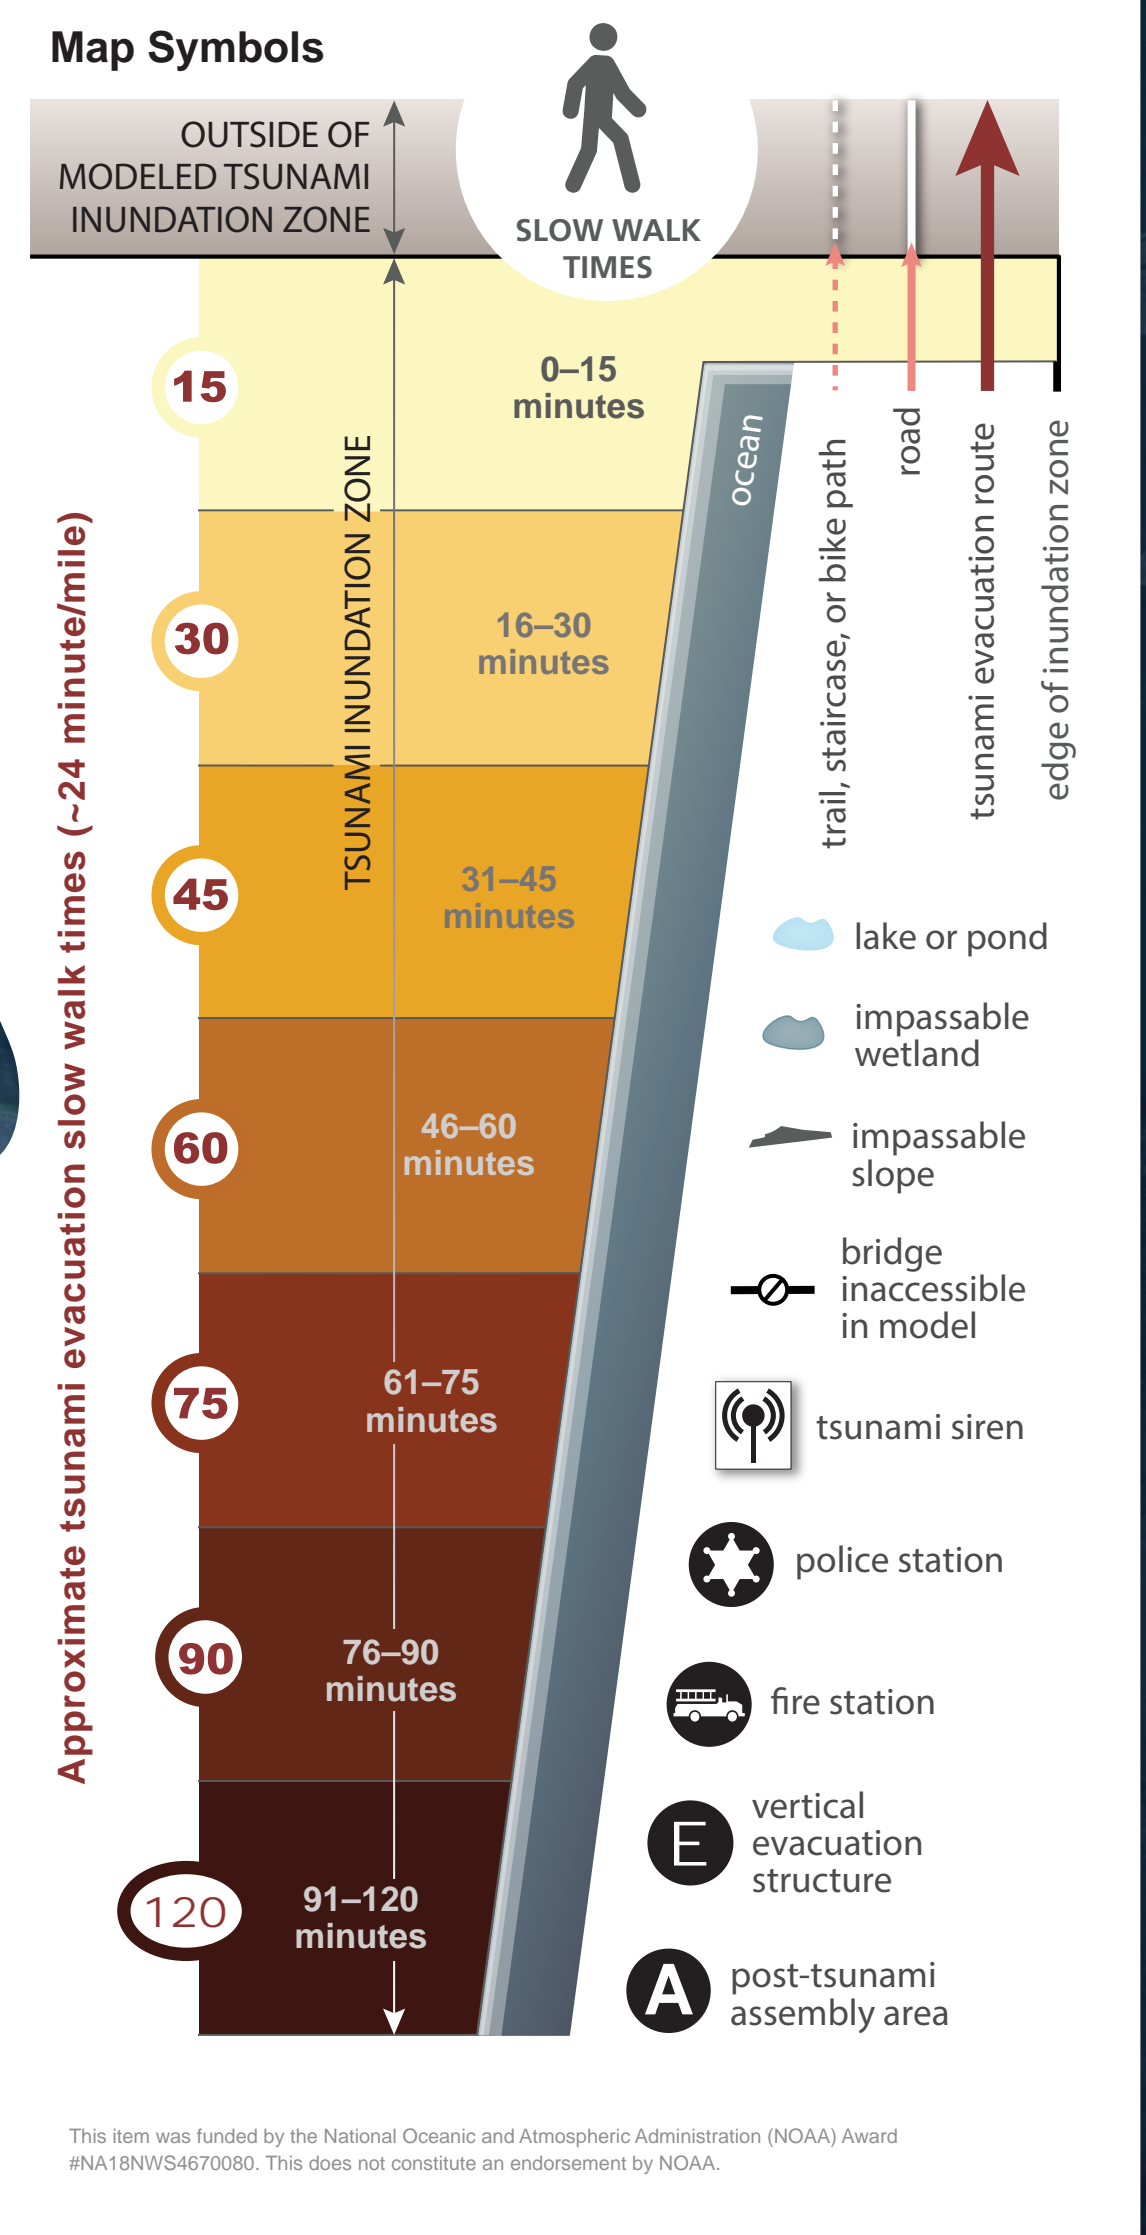 Map Symbols
OUTSIDE OF
MODELED TSUNAMI
INUNDATION ZONE
SLOW WALK
TIMES
15
0–15
minutes
ocean
trail, staircase, or bike path
road
tsunami evacuation route
edge of inundation zone
TSUNAMI INUNDATION ZONE
Approximate tsunami evacuation slow walk times (~24 minute/mile)
30
16–30
minutes
45
31–45
minutes
60
46–60
minutes
75
61–75
minutes
90
76–90
minutes
120
91–120
minutes
lake or pond
impassable
wetland
impassable
slope
bridge
inaccessible
in model
tsunami siren
police station
fire station
E
vertical
evacuation
structure
A
post-tsunami
assembly area
This item was funded by the National Oceanic and Atmospheric Administration (NOAA) Award
#NA18NWS4670080. This does not constitute an endorsement by NOAA.